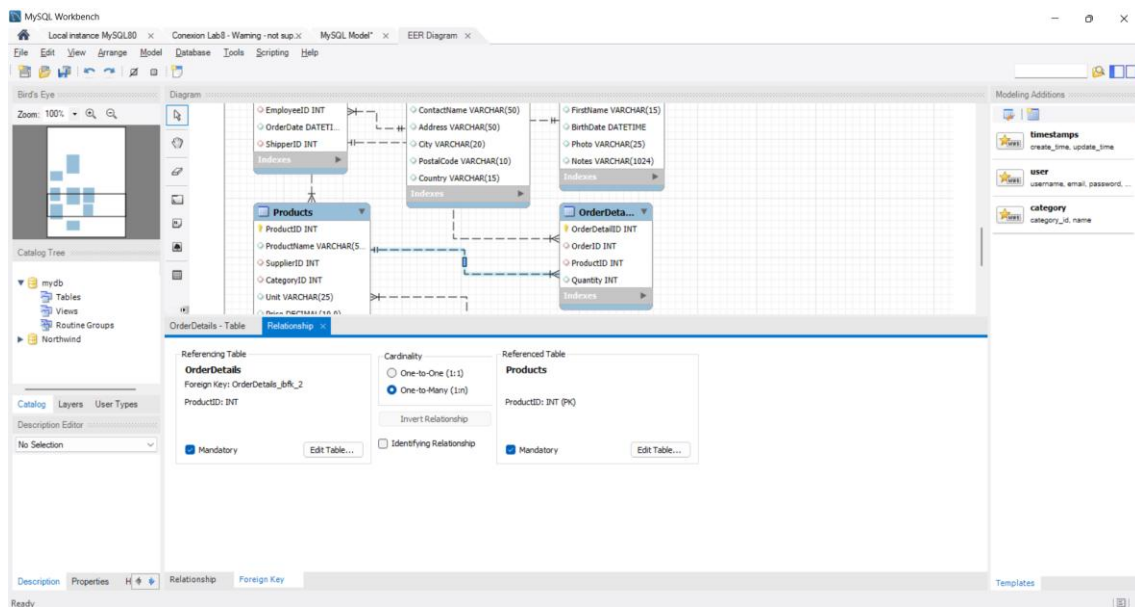 MySQL Workbench
Local instance MySQL80 × Conexion Lab8 - Warning - not sup.× MySQL Model* × EER Diagram ×
File Edit View Arrange Model Database Tools Scripting Help
Bird's Eye
Zoom: 100%
Catalog Tree
mydb
Tables
Views
Routine Groups
Northwind
Catalog Layers User Types
Description Editor
No Selection
Description Properties H
Ready
Diagram
EmployeeID INT
OrderDate DATETI...
ShipperID INT
Indexes
ContactName VARCHAR(50)
Address VARCHAR(50)
City VARCHAR(20)
PostalCode VARCHAR(10)
Country VARCHAR(15)
Indexes
FirstName VARCHAR(15)
BirthDate DATETIME
Photo VARCHAR(25)
Notes VARCHAR(1024)
Indexes
Products
ProductID INT
ProductName VARCHAR(5...
SupplierID INT
CategoryID INT
Unit VARCHAR(25)
Price DECIMAL(10,0)
OrderDeta...
OrderDetailID INT
OrderID INT
ProductID INT
Quantity INT
Indexes
OrderDetails - Table Relationship ×
Referencing Table
OrderDetails
Foreign Key: OrderDetails_ibfk_2
ProductID: INT
Mandatory
Edit Table...
Cardinality
One-to-One (1:1)
One-to-Many (1:n)
Invert Relationship
Identifying Relationship
Referenced Table
Products
ProductID: INT (PK)
Mandatory
Edit Table...
Relationship Foreign Key
Modeling Additions
timestamps
create_time, update_time
user
username, email, password, ...
category
category_id, name
Templates